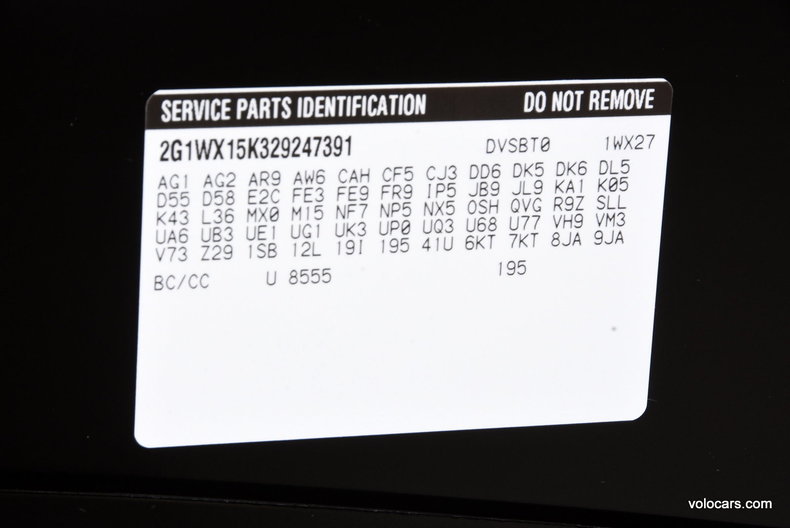 SERVICE PARTS IDENTIFICATION DO NOT REMOVE
2G1WX15K329247391 DVSBT0 1WX27
AG1 AG2 AR9 AW6 CAH CF5 CJ3 DD6 DK5 DK6 DL5
D55 D58 E2C FE3 FE9 FR9 IP5 JB9 JL9 KA1 K05
K43 L36 MX0 M15 NF7 NP5 NX5 OSH QVG R9Z SLL
UA6 UB3 UE1 UG1 UK3 UP0 UQ3 U68 U77 VH9 VM3
V73 Z29 1SB 12L 19I 195 41U 6KT 7KT 8JA 9JA
BC/CC U 8555 195
volocars.com